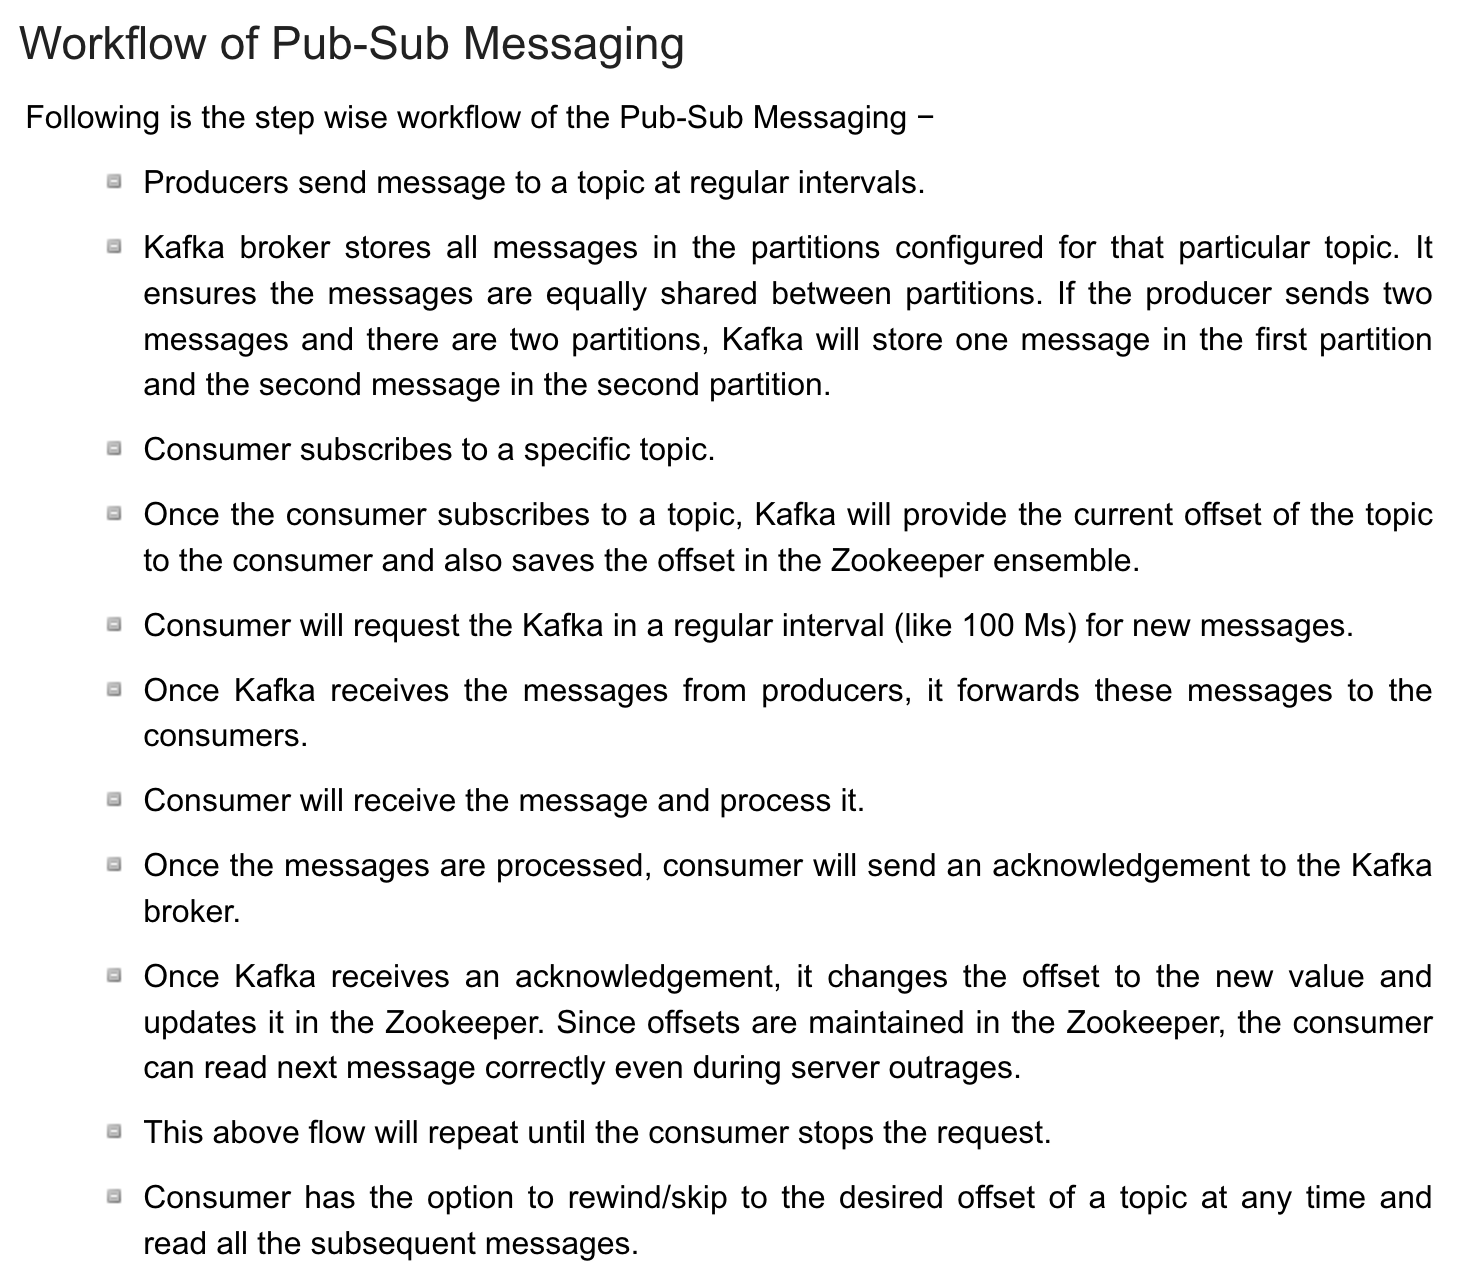 Workflow of Pub-Sub Messaging
Following is the step wise workflow of the Pub-Sub Messaging −
Producers send message to a topic at regular intervals.
Kafka broker stores all messages in the partitions configured for that particular topic. It
ensures the messages are equally shared between partitions. If the producer sends two
messages and there are two partitions, Kafka will store one message in the first partition
and the second message in the second partition.
Consumer subscribes to a specific topic.
Once the consumer subscribes to a topic, Kafka will provide the current offset of the topic
to the consumer and also saves the offset in the Zookeeper ensemble.
Consumer will request the Kafka in a regular interval (like 100 Ms) for new messages.
Once Kafka receives the messages from producers, it forwards these messages to the
consumers.
Consumer will receive the message and process it.
Once the messages are processed, consumer will send an acknowledgement to the Kafka
broker.
Once Kafka receives an acknowledgement, it changes the offset to the new value and
updates it in the Zookeeper. Since offsets are maintained in the Zookeeper, the consumer
can read next message correctly even during server outrages.
This above flow will repeat until the consumer stops the request.
Consumer has the option to rewind/skip to the desired offset of a topic at any time and
read all the subsequent messages.